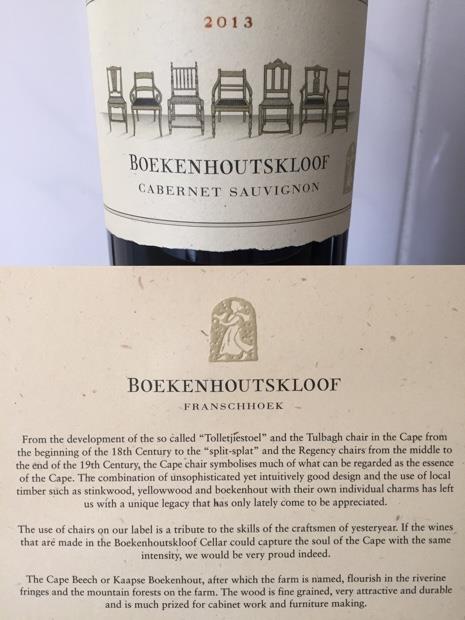 2013
BOEKENHOUTSKLOOF
CABERNET SAUVIGNON
BOEKENHOUTSKLOOF
FRANSCHHOEK
From the development of the so called “Tolletjiestoel” and the Tulbagh chair in the Cape from
the beginning of the 18th Century to the “split-splat” and the Regency chairs from the middle to
the end of the 19th Century, the Cape chair symbolises much of what can be regarded as the essence
of the Cape. The combination of unsophisticated yet intuitively good design and the use of local
timber such as stinkwood, yellowwood and boekenhout with their own individual charms has left
us with a unique legacy that has only lately come to be appreciated.
The use of chairs on our label is a tribute to the skills of the craftsmen of yesteryear. If the wines
that are made in the Boekenhoutskloof Cellar could capture the soul of the Cape with the same
intensity, we would be very proud indeed.
The Cape Beech or Kaapse Boekenhout, after which the farm is named, flourish in the riverine
fringes and the mountain forests on the farm. The wood is fine grained, very attractive and durable
and is much prized for cabinet work and furniture making.